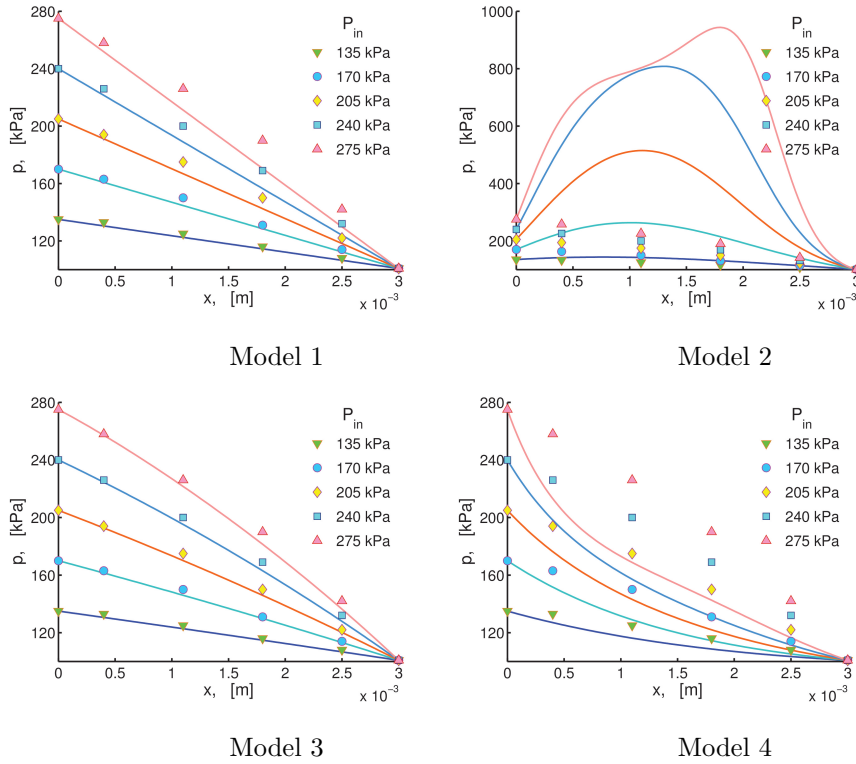 280
240
200
160
120
p, [kPa]
0 0.5 1 1.5 2 2.5 3
x, [m]
x 10⁻³
P_in
135 kPa
170 kPa
205 kPa
240 kPa
275 kPa
Model 1
1000
800
600
400
200
p, [kPa]
0 0.5 1 1.5 2 2.5 3
x, [m]
x 10⁻³
P_in
135 kPa
170 kPa
205 kPa
240 kPa
275 kPa
Model 2
280
240
200
160
120
p, [kPa]
0 0.5 1 1.5 2 2.5 3
x, [m]
x 10⁻³
P_in
135 kPa
170 kPa
205 kPa
240 kPa
275 kPa
Model 3
280
240
200
160
120
p, [kPa]
0 0.5 1 1.5 2 2.5 3
x, [m]
x 10⁻³
P_in
135 kPa
170 kPa
205 kPa
240 kPa
275 kPa
Model 4